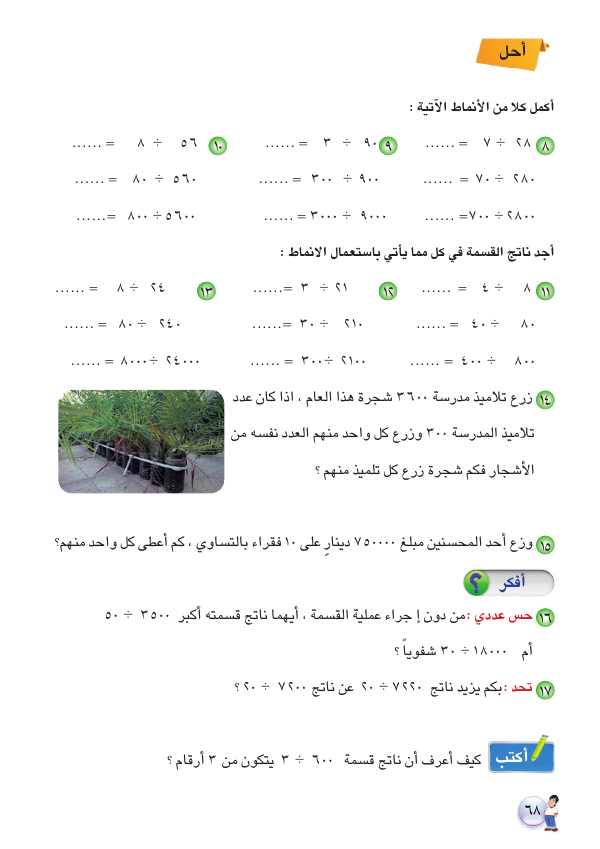 أحل
أكمل كلا من الأنماط الآتية :
٨ ٢٨ ÷ ٧ = ...... ٩ ٩٠ ÷ ٣ = ...... ١٠ ٥٦ ÷ ٨ = ......
٢٨٠ ÷ ٧٠ = ...... ٩٠٠ ÷ ٣٠٠ = ...... ٥٦٠ ÷ ٨٠ = ......
٢٨٠٠ ÷ ٧٠٠= ...... ٩٠٠٠ ÷ ٣٠٠٠ = ...... ٥٦٠٠ ÷ ٨٠٠ =......
أجد ناتج القسمة في كل مما يأتي باستعمال الانماط :
١١ ٨ ÷ ٤ = ...... ١٢ ٢١ ÷ ٣ =...... ١٣ ٢٤ ÷ ٨ = ......
٨٠ ÷ ٤٠ = ...... ٢١٠ ÷ ٣٠ =...... ٢٤٠ ÷ ٨٠ = ......
٨٠٠ ÷ ٤٠٠ = ...... ٢١٠٠ ÷ ٣٠٠ = ...... ٢٤٠٠٠ ÷ ٨٠٠٠ = ......
١٤ زرع تلاميذ مدرسة ٣٦٠٠ شجرة هذا العام ، اذا كان عدد
تلاميذ المدرسة ٣٠٠ وزرع كل واحد منهم العدد نفسه من
الأشجار فكم شجرة زرع كل تلميذ منهم ؟
١٥ وزع أحد المحسنين مبلغ ٧٥٠٠٠٠ دينارٍ على ١٠ فقراء بالتساوي ، كم أعطى كل واحد منهم؟
أفكر ؟
١٦ حس عددي : من دون إ جراء عملية القسمة ، أيهما ناتج قسمته أكبر ٣٥٠٠ ÷ ٥٠
أم ١٨٠٠٠ ÷ ٣٠ شفوياً ؟
١٧ تحد : بكم يزيد ناتج ٧٢٢٠ ÷ ٢٠ عن ناتج ٧٢٠٠ ÷ ٢٠ ؟
أكتب كيف أعرف أن ناتج قسمة ٦٠٠ ÷ ٣ يتكون من ٣ أرقام ؟
٦٨